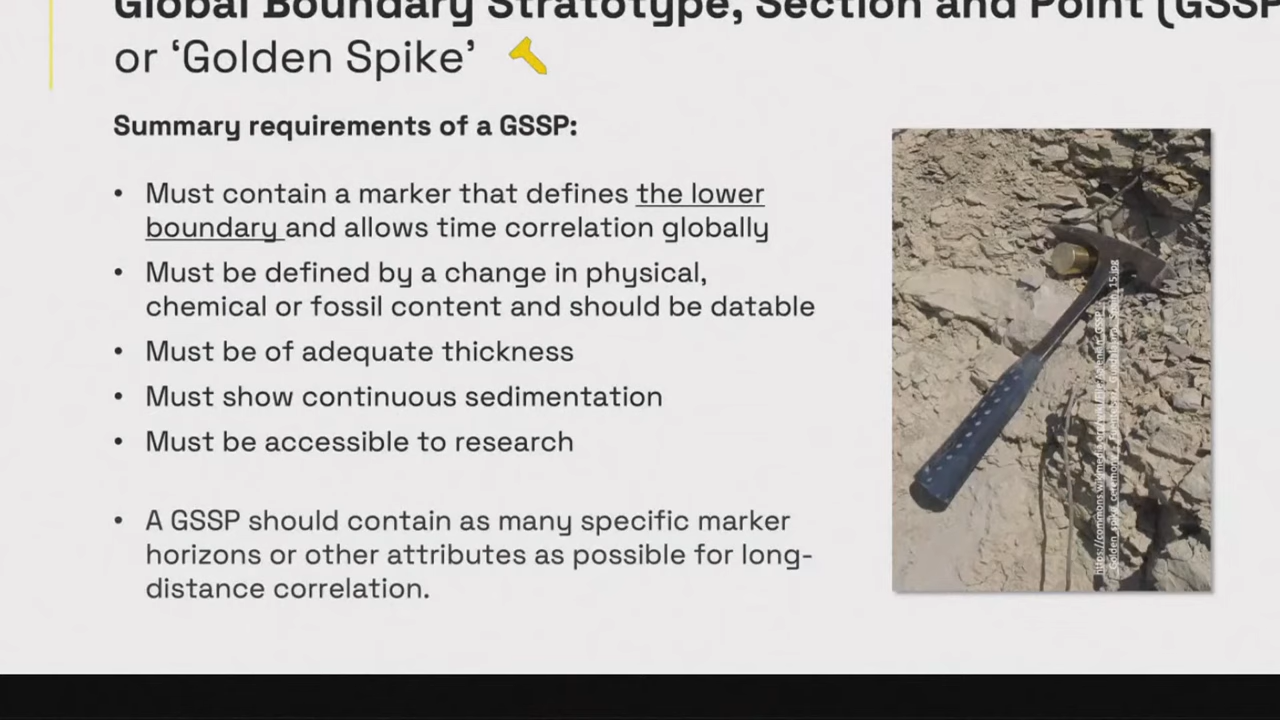 Global Boundary Stratotype, Section and Point (GSSP
or ‘Golden Spike’
Summary requirements of a GSSP:
• Must contain a marker that defines the lower
boundary and allows time correlation globally
• Must be defined by a change in physical,
chemical or fossil content and should be datable
• Must be of adequate thickness
• Must show continuous sedimentation
• Must be accessible to research
• A GSSP should contain as many specific marker
horizons or other attributes as possible for long-
distance correlation.